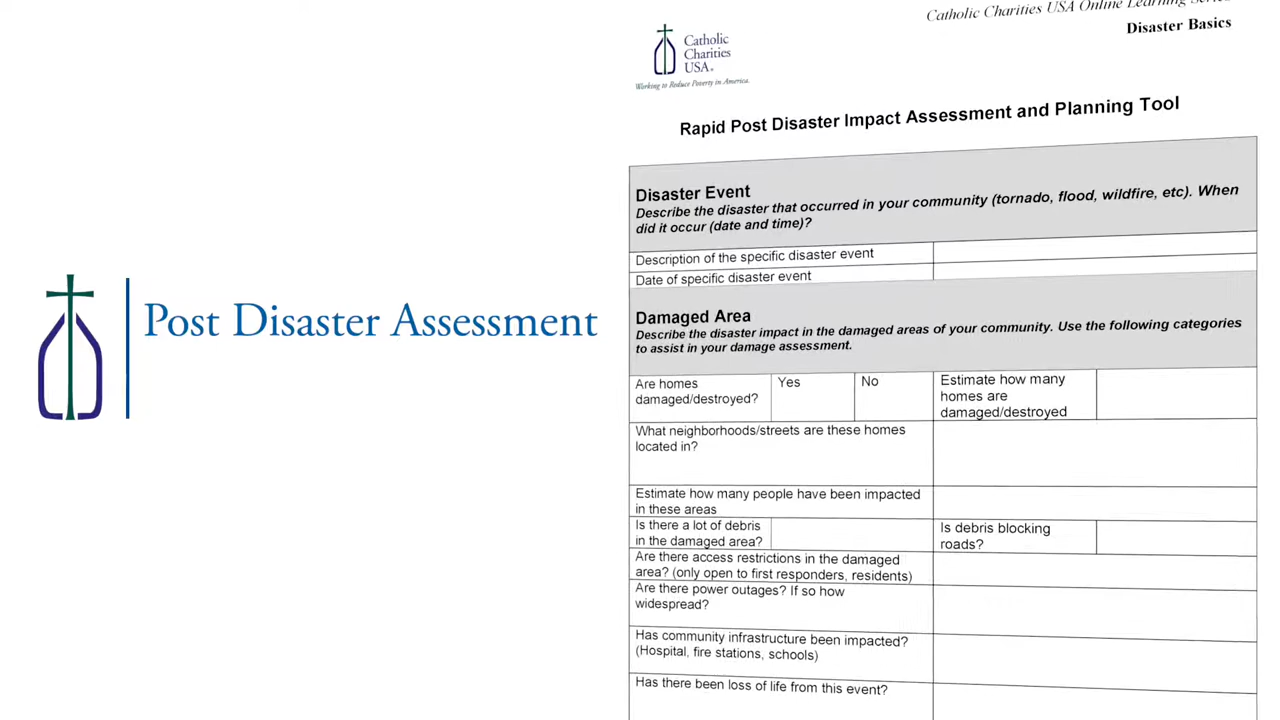 Post Disaster Assessment
Catholic Charities USA Online Learning Series
Disaster Basics
Catholic
Charities
USA®
Working to Reduce Poverty in America.
Rapid Post Disaster Impact Assessment and Planning Tool
Disaster Event
Describe the disaster that occurred in your community (tornado, flood, wildfire, etc). When
did it occur (date and time)?
Description of the specific disaster event
Date of specific disaster event
Damaged Area
Describe the disaster impact in the damaged areas of your community. Use the following categories
to assist in your damage assessment.
Are homes
damaged/destroyed?
Yes
No
Estimate how many
homes are
damaged/destroyed
What neighborhoods/streets are these homes
located in?
Estimate how many people have been impacted
in these areas
Is there a lot of debris
in the damaged area?
Is debris blocking
roads?
Are there access restrictions in the damaged
area? (only open to first responders, residents)
Are there power outages? If so how
widespread?
Has community infrastructure been impacted?
(Hospital, fire stations, schools)
Has there been loss of life from this event?